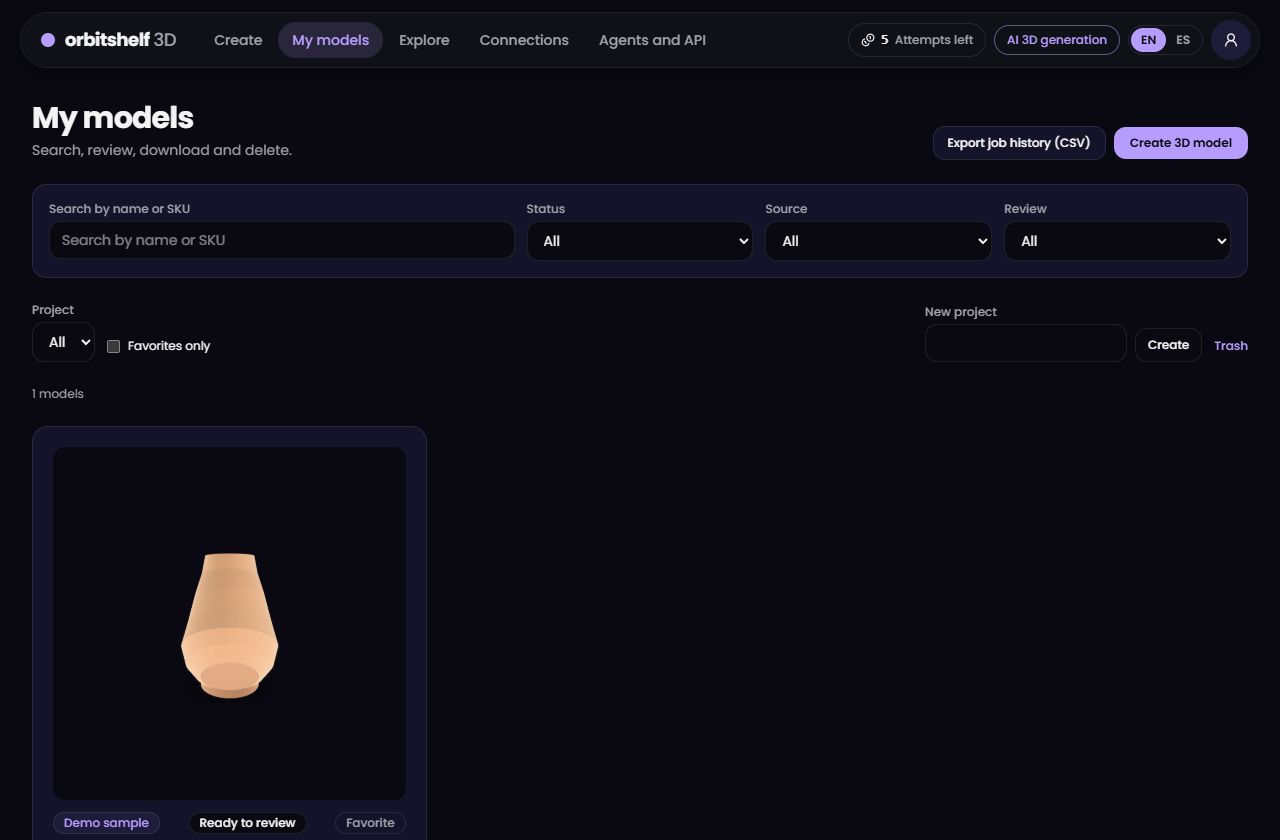 orbitshelf 3D Create My models Explore Connections Agents and API 5 Attempts left AI 3D generation EN ES
My models
Search, review, download and delete.
Export job history (CSV) Create 3D model
Search by name or SKU Status Source Review
Search by name or SKU All All All
Project New project
All Favorites only Create Trash
1 models
Demo sample Ready to review Favorite